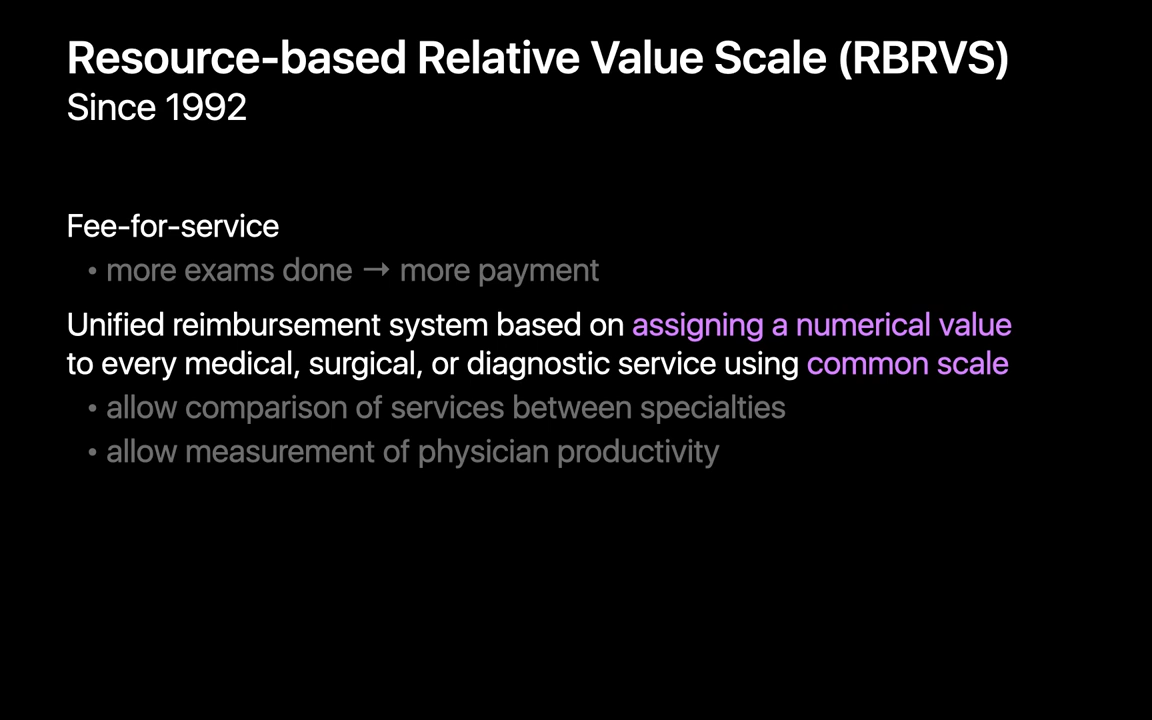 Resource-based Relative Value Scale (RBRVS)
Since 1992
Fee-for-service
• more exams done → more payment
Unified reimbursement system based on assigning a numerical value
to every medical, surgical, or diagnostic service using common scale
• allow comparison of services between specialties
• allow measurement of physician productivity